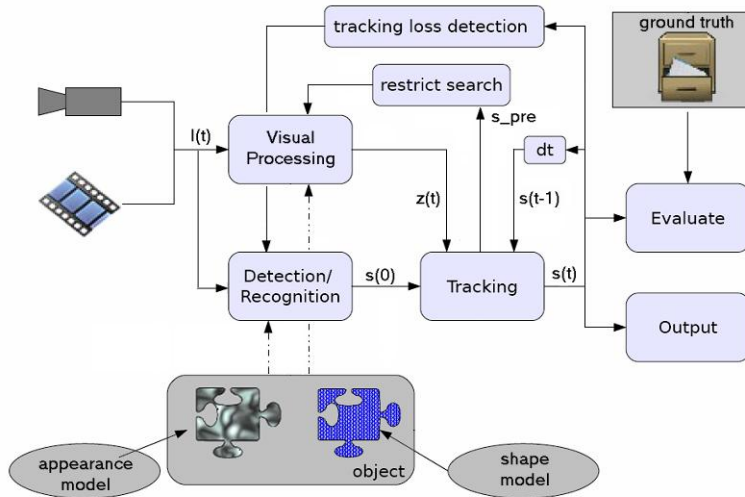 tracking loss detection
ground truth
restrict search
s_pre
I(t)
Visual
Processing
dt
z(t)
s(t-1)
Evaluate
Detection/
Recognition
s(0)
Tracking
s(t)
Output
appearance
model
object
shape
model